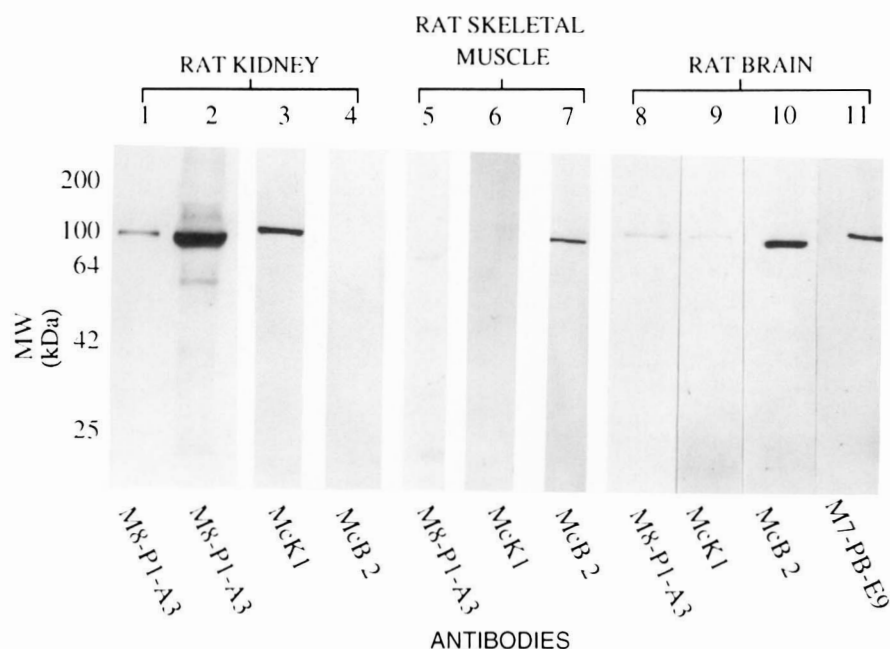 RAT SKELETAL
MUSCLE
RAT KIDNEY
RAT BRAIN
1 2 3 4 5 6 7 8 9 10 11
200
100
64
42
25
MW
(kDa)
M8-P1-A3
M8-P1-A3
McK1
McB 2
M8-P1-A3
McK1
McB 2
M8-P1-A3
McK1
McB 2
M7-PB-E9
ANTIBODIES